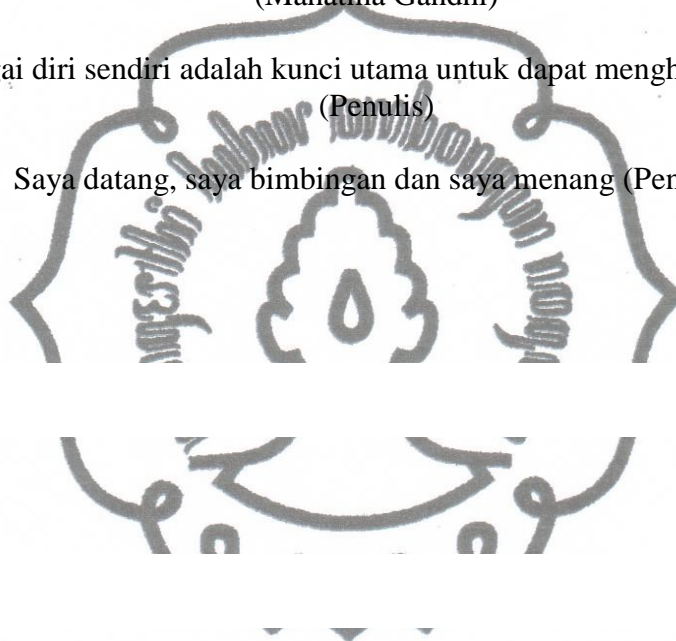 (Mahatma Gandhi)
gai diri sendiri adalah kunci utama untuk dapat mengh
(Penulis)
Saya datang, saya bimbingan dan saya menang (Pen